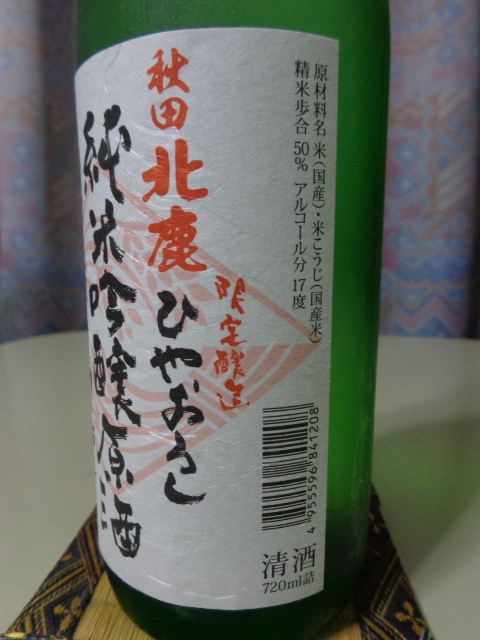 原材料名 米(国産)・米こうじ(国産米)
精米歩合 50% アルコール分 17度
限定醸造
秋田北鹿
ひやおろし
純米吟醸原酒
4 955596 841208
清酒
720ml詰